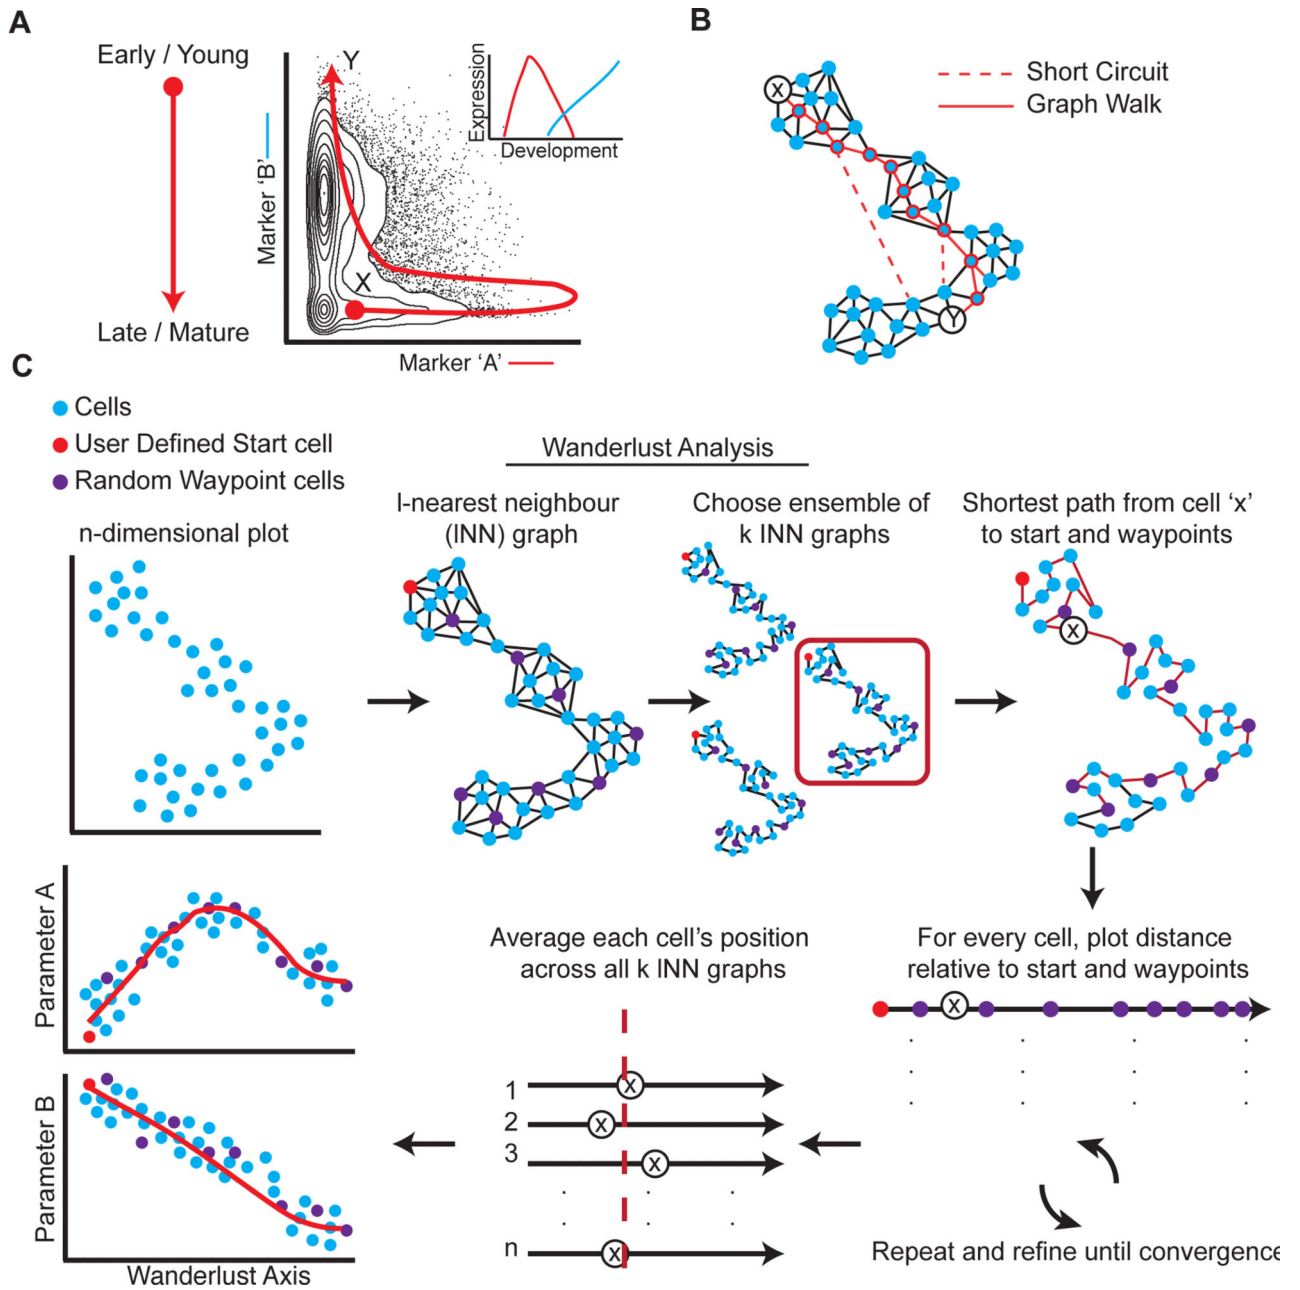 A
Early / Young
Late / Mature
Y
X
Marker ‘B’
Marker ‘A’
Expression
Development
B
X
Y
Short Circuit
Graph Walk
C
Cells
User Defined Start cell
Random Waypoint cells
Wanderlust Analysis
n-dimensional plot
l-nearest neighbour
(lNN) graph
Choose ensemble of
k lNN graphs
Shortest path from cell ‘x’
to start and waypoints
X
For every cell, plot distance
relative to start and waypoints
X
Repeat and refine until convergence
Average each cell’s position
across all k lNN graphs
1
X
2
X
3
X
n
X
Parameter A
Parameter B
Wanderlust Axis